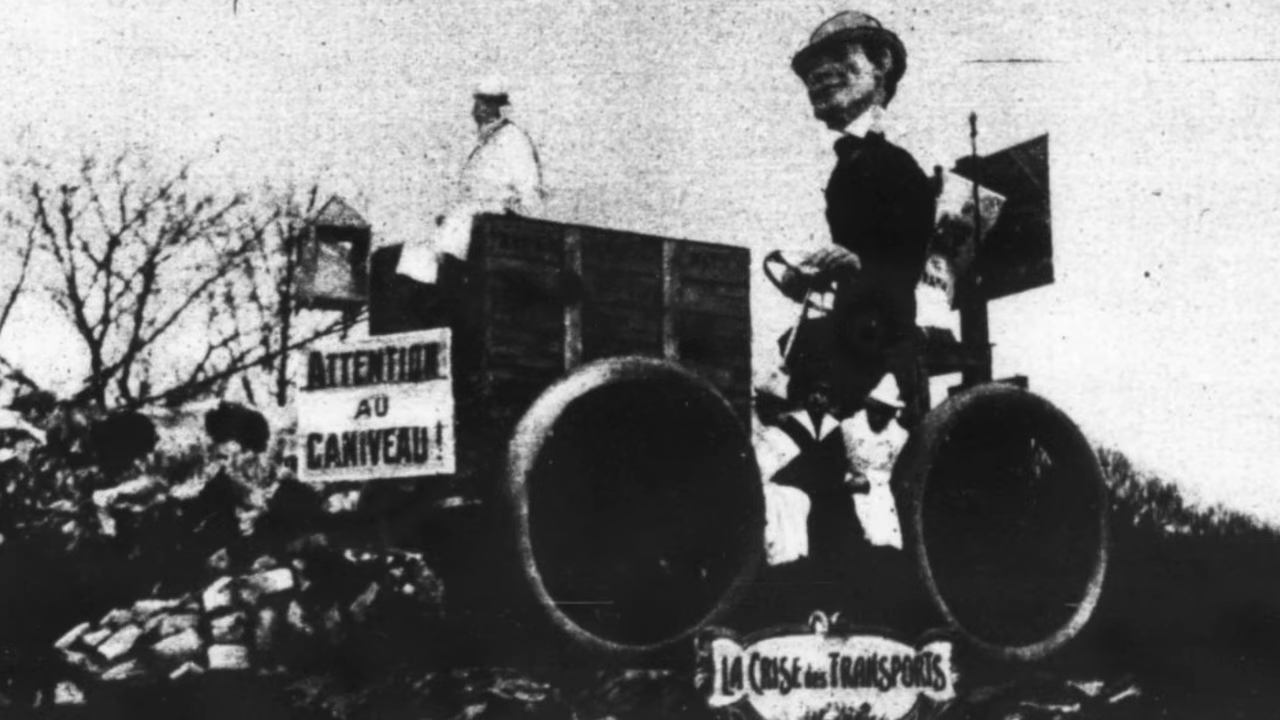 ATTENTION
AU
CANIVEAU!
LA CRISE des TRANSPORTS